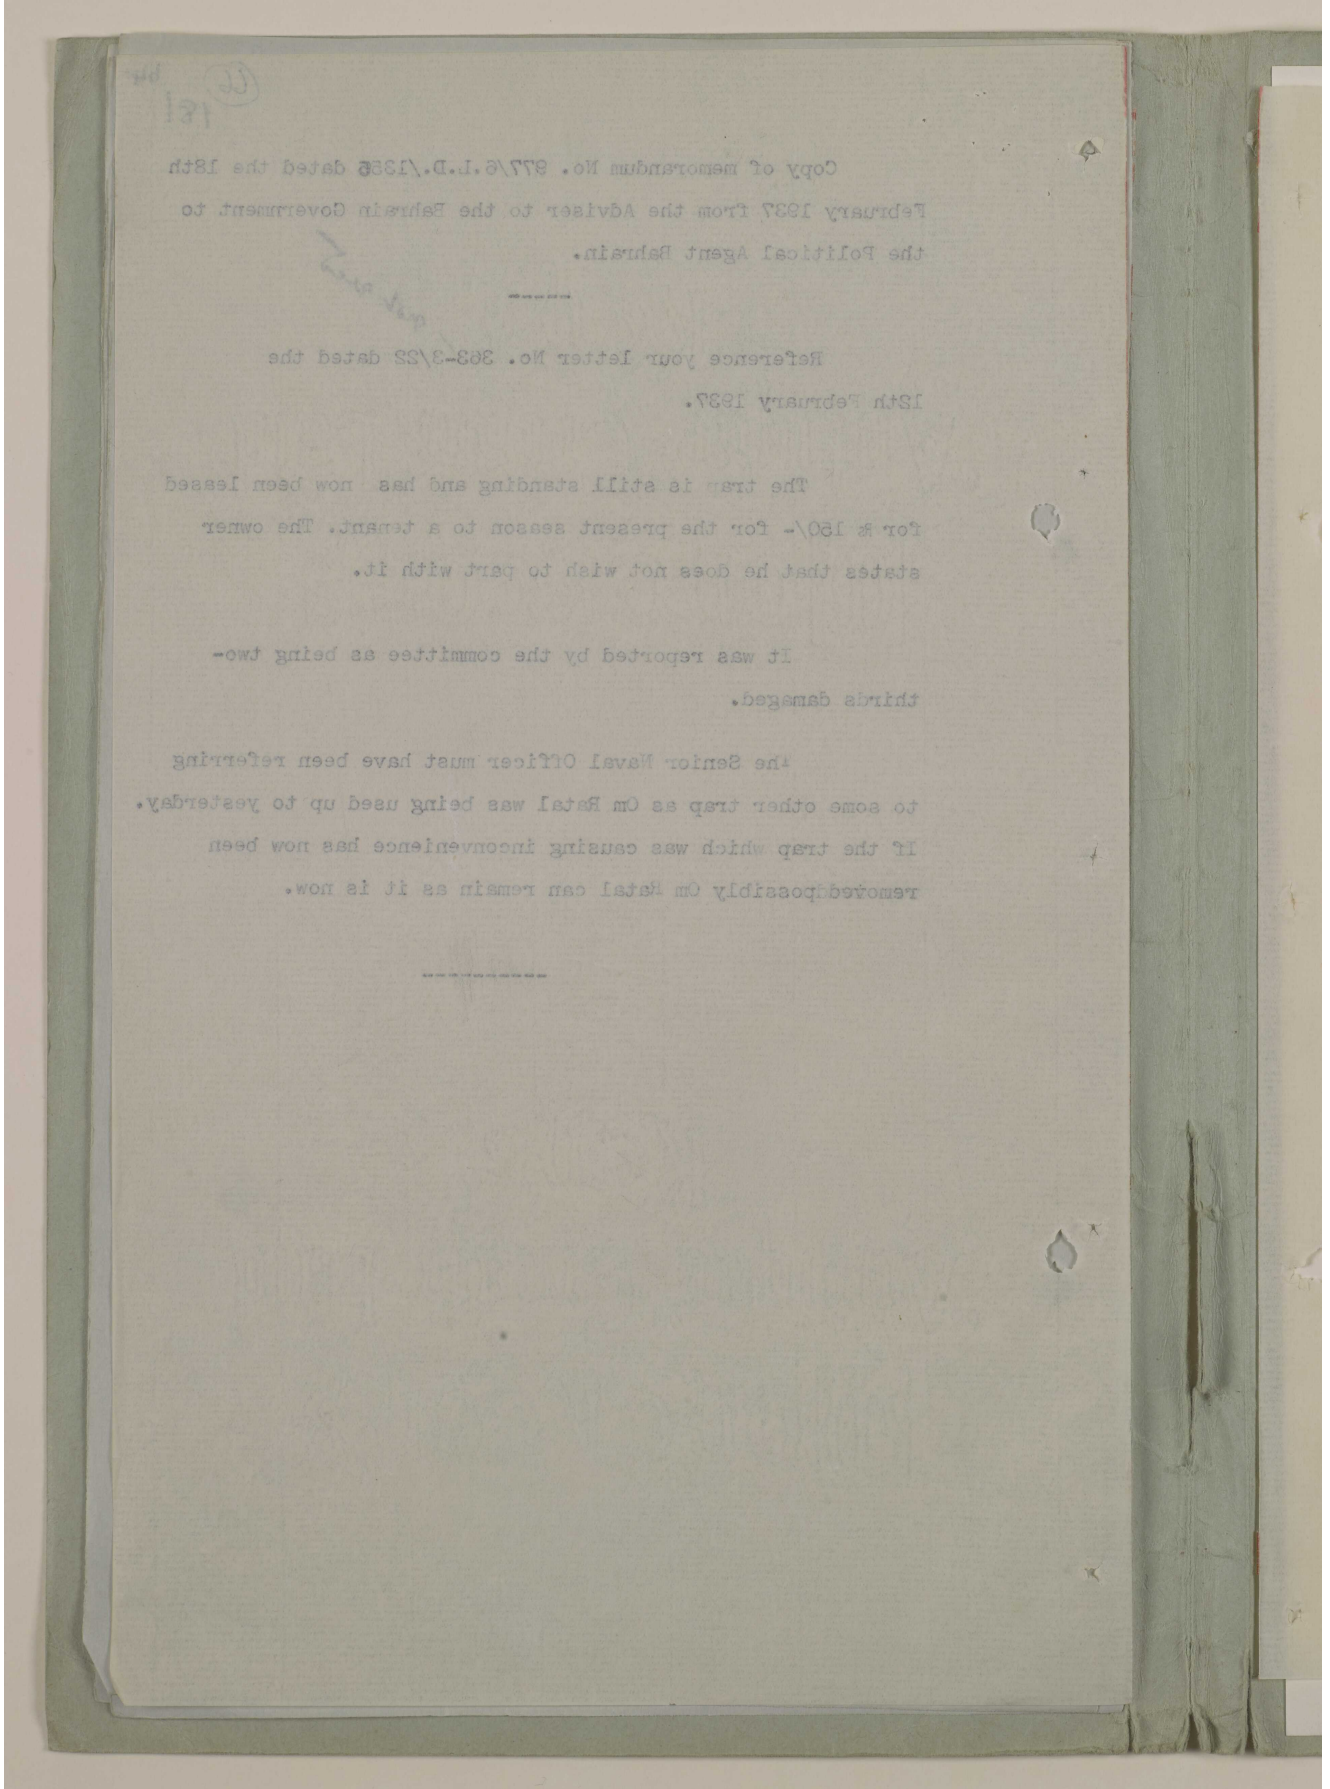 66
181
Copy of memorandum No. 977/6.L.D./1355 dated the 18th
February 1937 from the Adviser to the Bahrain Government to
the Political Agent Bahrain.
-----
Reference your letter No. 363-3/22 dated the
12th February 1937.
The trap is still standing and has now been leased
for Rs 150/- for the present season to a tenant. The owner
states that he does not wish to part with it.
It was reported by the committee as being two-
thirds damaged.
The Senior Naval Officer must have been referring
to some other trap as Om Ratal was being used up to yesterday.
If the trap which was causing inconvenience has now been
removedpossibly Om Ratal can remain as it is now.
----------